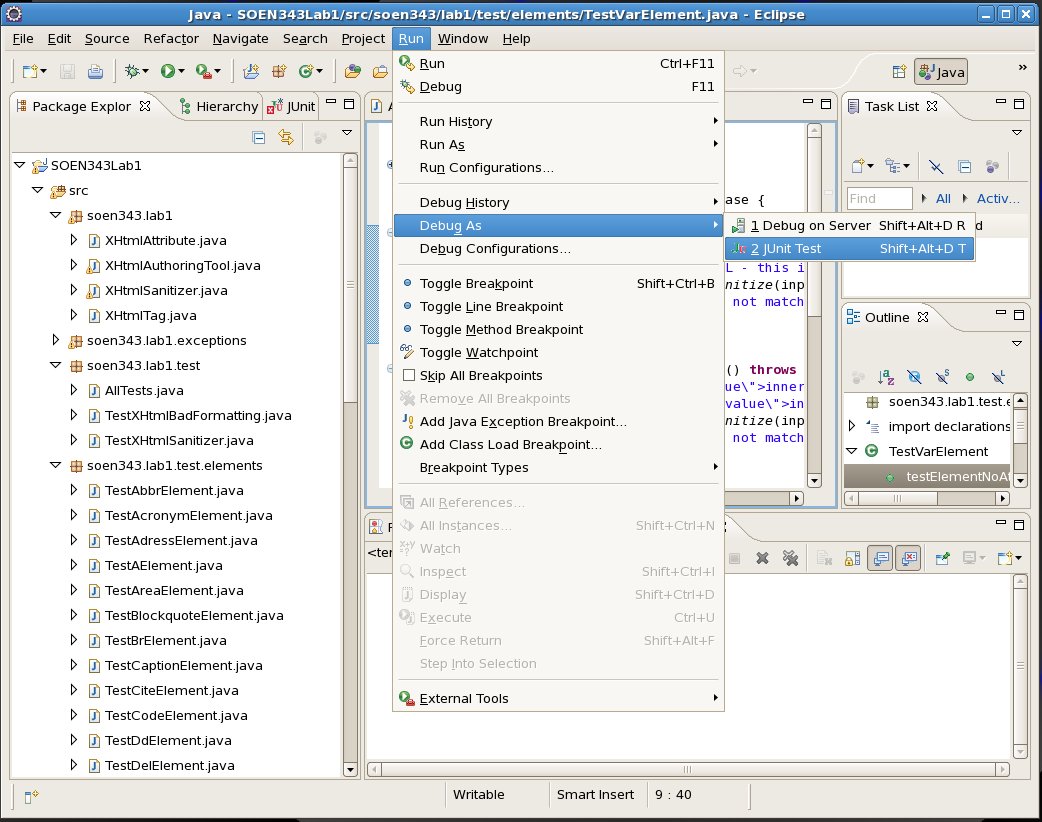 Java - SOEN343Lab1/src/soen343/lab1/test/elements/TestVarElement.java - Eclipse
File Edit Source Refactor Navigate Search Project Run Window Help
Java
»
Package Explor
Hierarchy
JUnit
SOEN343Lab1
src
soen343.lab1
XHtmlAttribute.java
XHtmlAuthoringTool.java
XHtmlSanitizer.java
XHtmlTag.java
soen343.lab1.exceptions
soen343.lab1.test
AllTests.java
TestXHtmlBadFormatting.java
TestXHtmlSanitizer.java
soen343.lab1.test.elements
TestAbbrElement.java
TestAcronymElement.java
TestAdressElement.java
TestAElement.java
TestAreaElement.java
TestBlockquoteElement.java
TestBrElement.java
TestCaptionElement.java
TestCiteElement.java
TestCodeElement.java
TestDdElement.java
TestDelElement.java
Run Ctrl+F11
Debug F11
Run History
Run As
Run Configurations...
Debug History
Debug As
Debug Configurations...
Toggle Breakpoint Shift+Ctrl+B
Toggle Line Breakpoint
Toggle Method Breakpoint
Toggle Watchpoint
Skip All Breakpoints
Remove All Breakpoints
Add Java Exception Breakpoint...
Add Class Load Breakpoint...
Breakpoint Types
All References...
All Instances... Shift+Ctrl+N
Watch
Inspect Shift+Ctrl+I
Display Shift+Ctrl+D
Execute Ctrl+U
Force Return Shift+Alt+F
Step Into Selection
External Tools
1 Debug on Server Shift+Alt+D R
2 JUnit Test Shift+Alt+D T
ase {
L - this i
nitize(inp
not match
() throws
ue\">inner
value\">in
nitize(inp
not match
<ter
Task List
Find
All
Activ...
d
Outline
soen343.lab1.test.e
import declarations
TestVarElement
testElementNoAt
Writable
Smart Insert
9 : 40